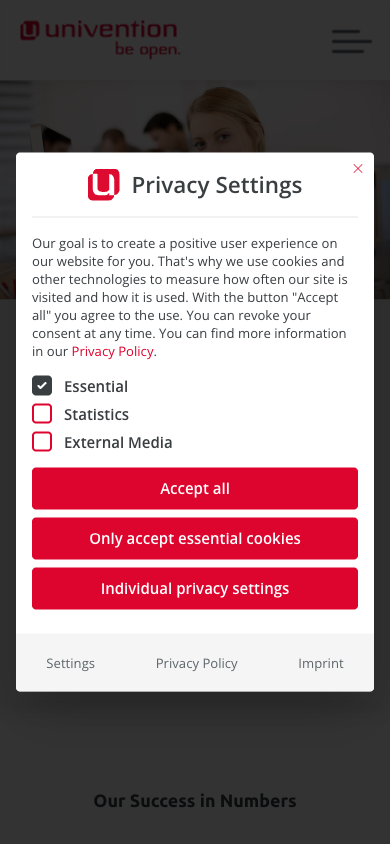 univention
be open.
Privacy Settings
Our goal is to create a positive user experience on
our website for you. That's why we use cookies and
other technologies to measure how often our site is
visited and how it is used. With the button "Accept
all" you agree to the use. You can revoke your
consent at any time. You can find more information
in our Privacy Policy.
Essential
Statistics
External Media
Accept all
Only accept essential cookies
Individual privacy settings
Settings Privacy Policy Imprint
Our Success in Numbers